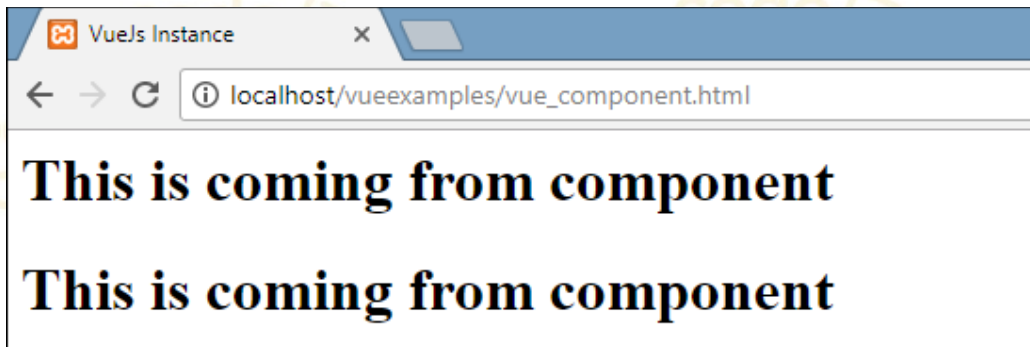 VueJs Instance
localhost/vueexamples/vue_component.html
This is coming from component
This is coming from component